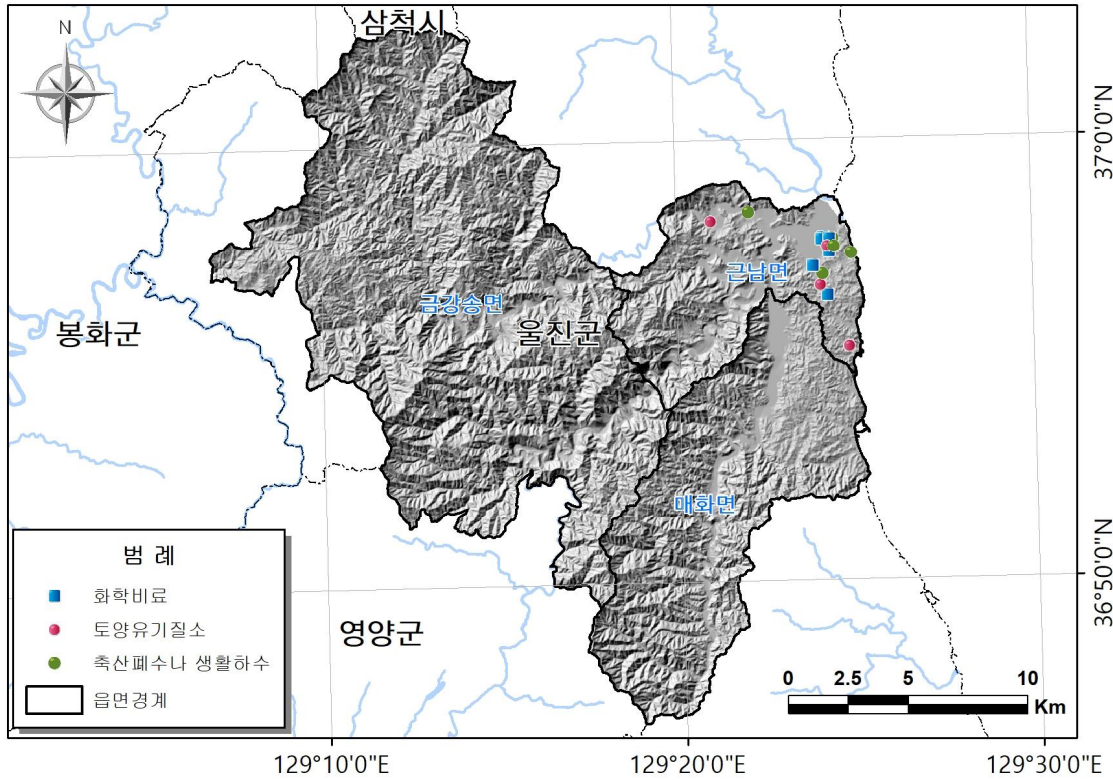 삼척시
N
37°0'0"N
근남면
금강송면
울진군
봉화군
매화면
36°50'0"N
영양군
범 례
화학비료
토양유기질소
축산폐수나 생활하수
읍면경계
0 2.5 5 10
Km
129°10'0"E 129°20'0"E 129°30'0"E